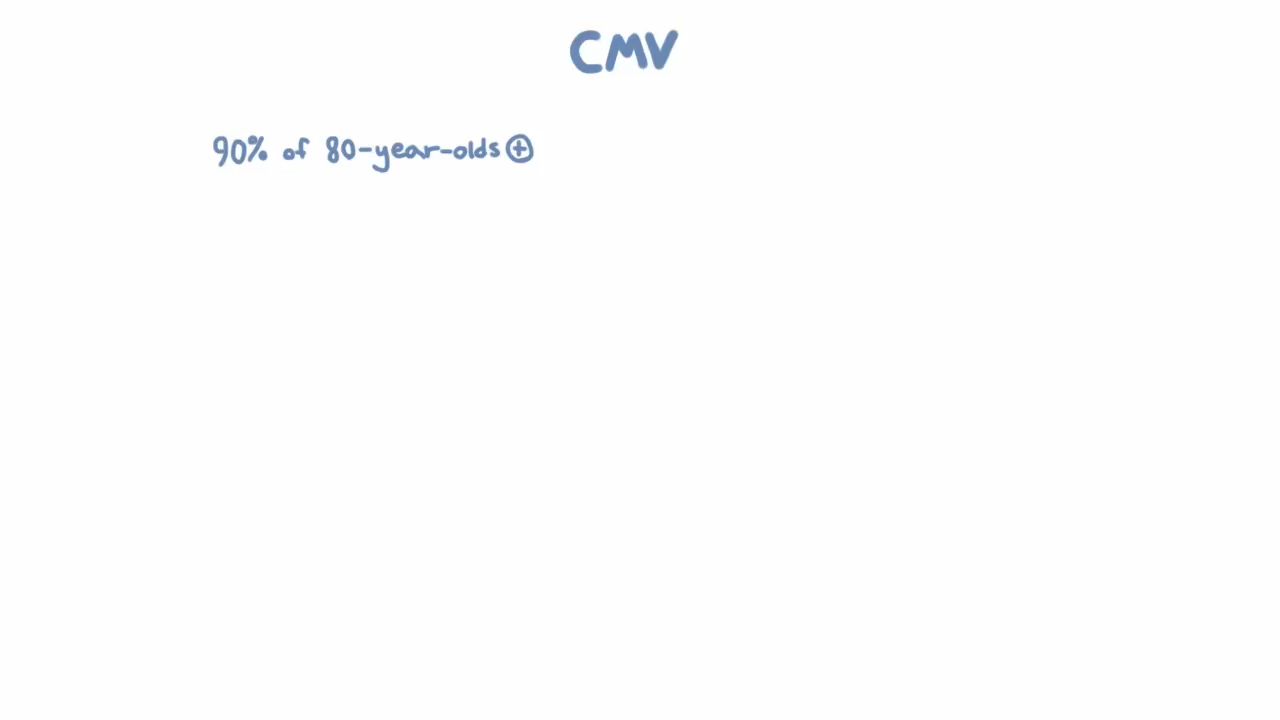 CMV
90% of 80-year-olds ⊕